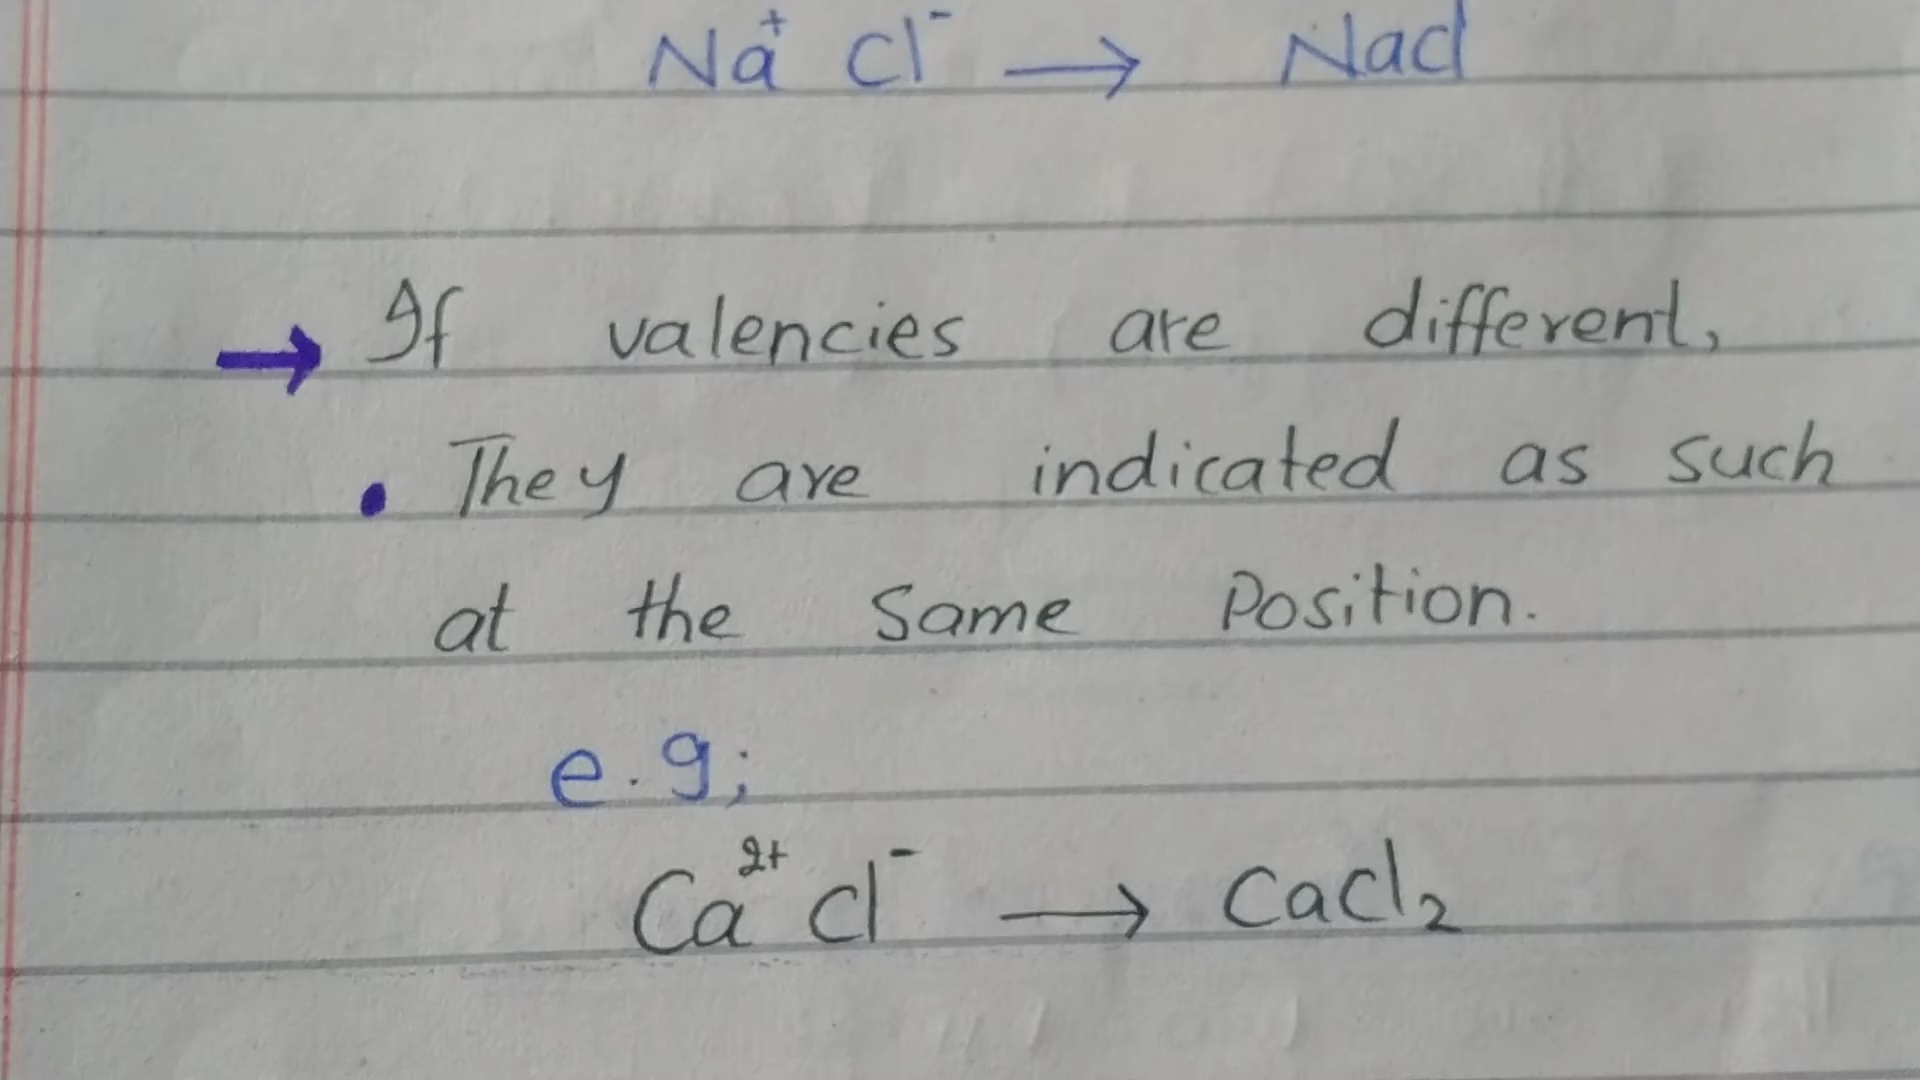 Na⁺ Cl⁻ → Nacl
→ If valencies are different,
• They are indicated as such
at the Same Position.
e.g;
Ca²⁺ Cl⁻ → CaCl₂